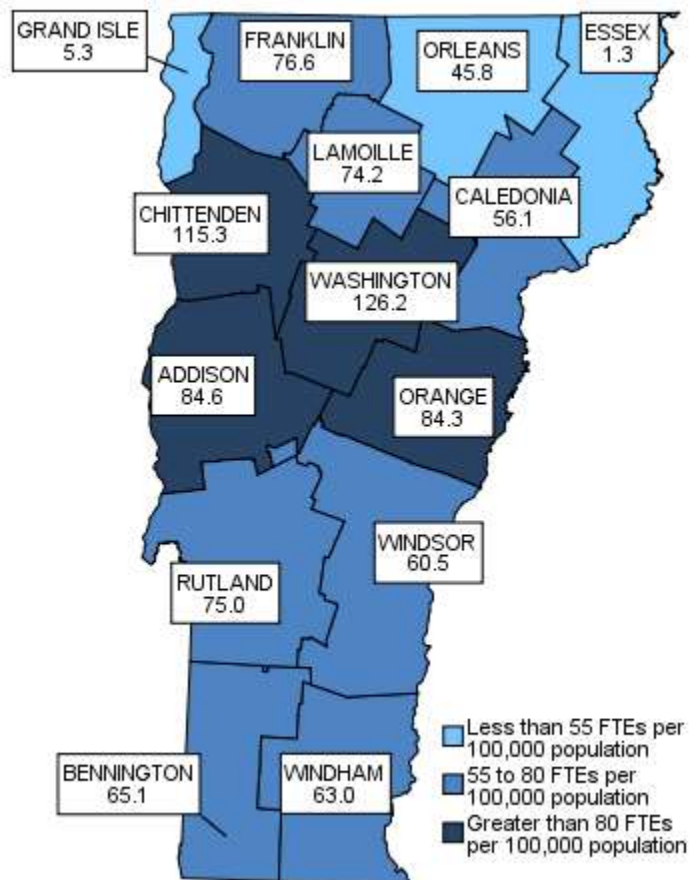 GRAND ISLE
5.3
FRANKLIN
76.6
ORLEANS
45.8
ESSEX
1.3
LAMOILLE
74.2
CALEDONIA
56.1
CHITTENDEN
115.3
WASHINGTON
126.2
ADDISON
84.6
ORANGE
84.3
WINDSOR
60.5
RUTLAND
75.0
BENNINGTON
65.1
WINDHAM
63.0
Less than 55 FTEs per
100,000 population
55 to 80 FTEs per
100,000 population
Greater than 80 FTEs
per 100,000 population